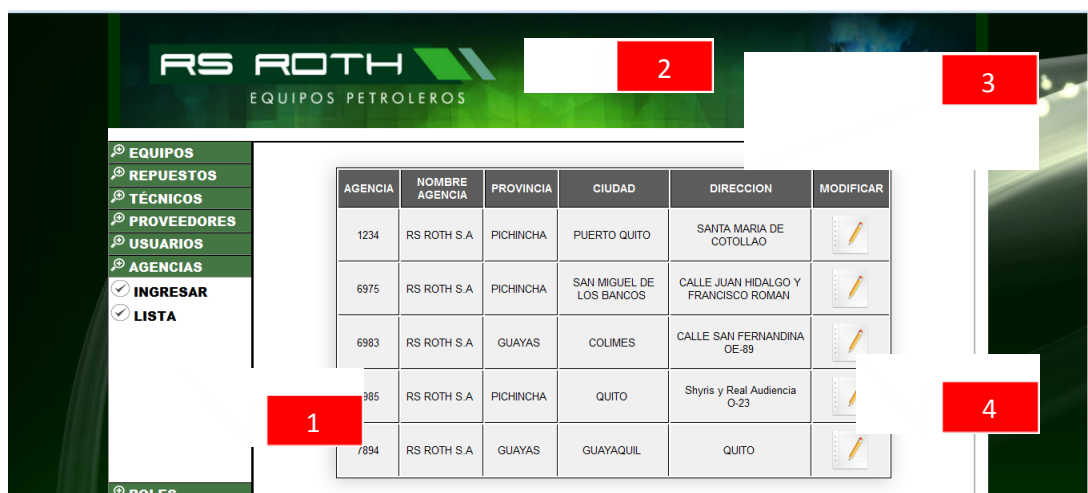 RS ROTH
EQUIPOS PETROLEROS
2
3
EQUIPOS
REPUESTOS
TÉCNICOS
PROVEEDORES
USUARIOS
AGENCIAS
INGRESAR
LISTA
AGENCIA NOMBRE AGENCIA PROVINCIA CIUDAD DIRECCION MODIFICAR
1234 RS ROTH S.A PICHINCHA PUERTO QUITO SANTA MARIA DE COTOLLAO
6975 RS ROTH S.A PICHINCHA SAN MIGUEL DE LOS BANCOS CALLE JUAN HIDALGO Y FRANCISCO ROMAN
6983 RS ROTH S.A GUAYAS COLIMES CALLE SAN FERNANDINA OE-89
985 RS ROTH S.A PICHINCHA QUITO Shyris y Real Audiencia O-23
7894 RS ROTH S.A GUAYAS GUAYAQUIL QUITO
1
4
ROLES